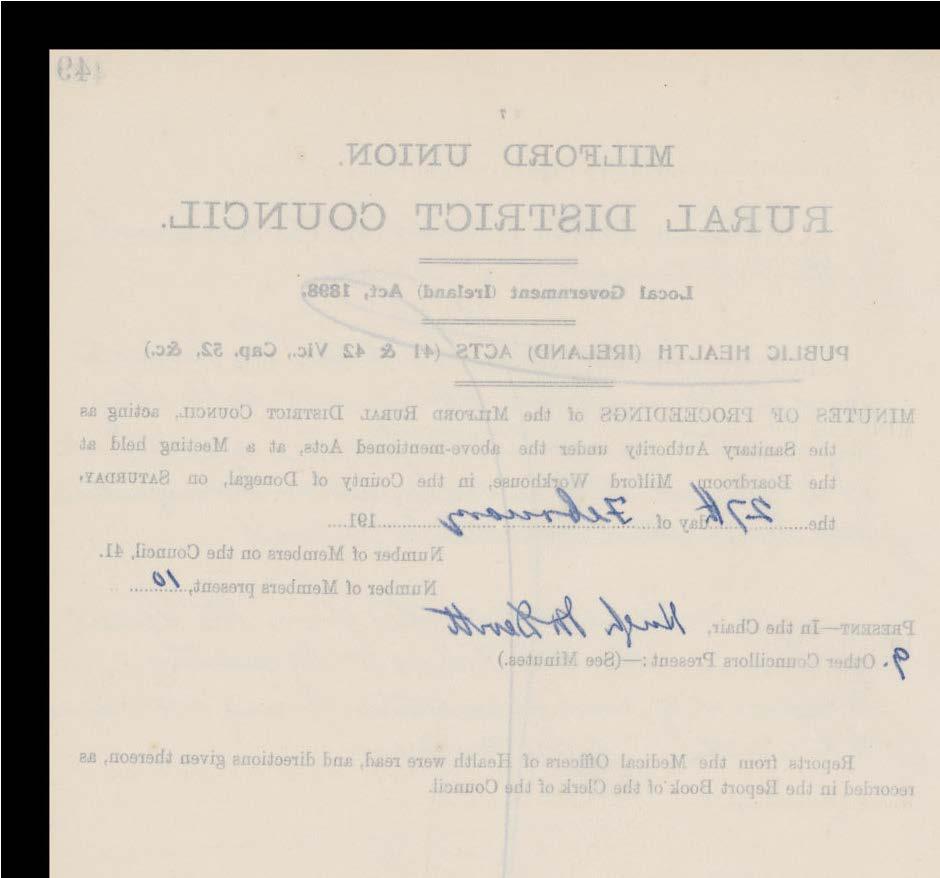 449
7
MILFORD UNION.
RURAL DISTRICT COUNCIL.
Local Government (Ireland) Act, 1898.
PUBLIC HEALTH (IRELAND) ACTS (41 & 42 Vic., Cap. 52, &c.)
MINUTES OF PROCEEDINGS of the MILFORD RURAL DISTRICT COUNCIL, acting as
the Sanitary Authority under the above-mentioned Acts, at a Meeting held at
the Boardroom, Milford Workhouse, in the County of Donegal, on SATURDAY,
the 27th day of February 191
Number of Members on the Council, 41.
Number of Members present, 10
PRESENT—In the Chair, Hugh McDevitt
9. Other Councillors Present:—(See Minutes.)
Reports from the Medical Officers of Health were read, and directions given thereon, as
recorded in the Report Book of the Clerk of the Council.